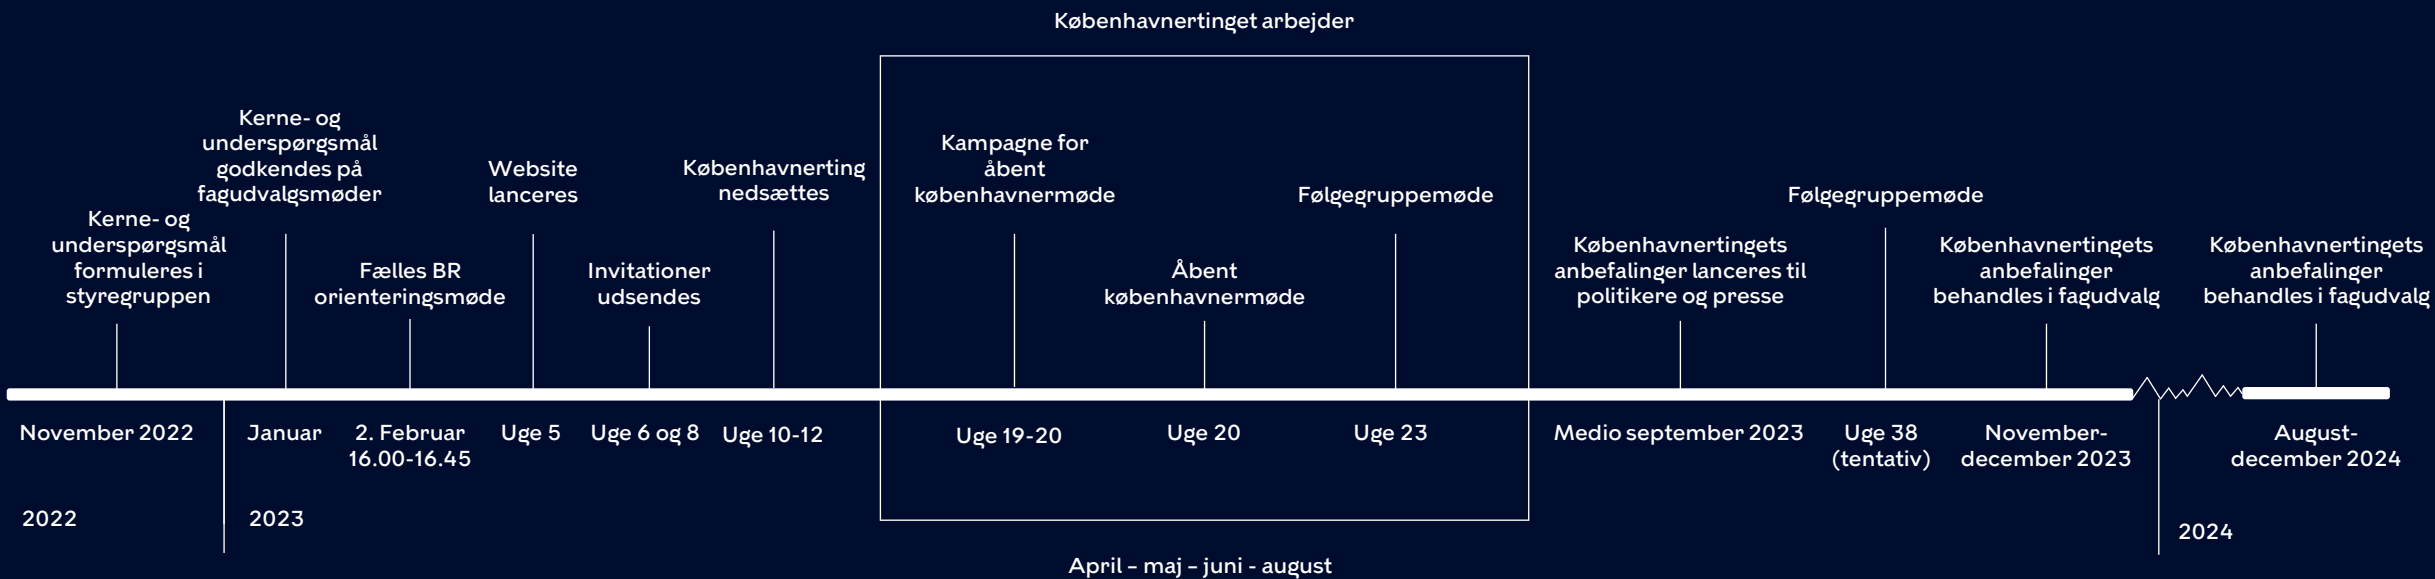 Københavnertinget arbejder
Kerne- og
underspørgsmål
formuleres i
styregruppen
Kerne- og
underspørgsmål
godkendes på
fagudvalgsmøder
Fælles BR
orienteringsmøde
Website
lanceres
Invitationer
udsendes
Københavnerting
nedsættes
Kampagne for
åbent
københavnermøde
Åbent
københavnermøde
Følgegruppemøde
Københavnertingets
anbefalinger lanceres til
politikere og presse
Følgegruppemøde
Københavnertingets
anbefalinger
behandles i fagudvalg
Københavnertingets
anbefalinger
behandles i fagudvalg
November 2022
Januar
2. Februar
16.00-16.45
Uge 5
Uge 6 og 8
Uge 10-12
Uge 19-20
Uge 20
Uge 23
Medio september 2023
Uge 38
(tentativ)
November-
december 2023
August-
december 2024
2022
2023
2024
April – maj – juni - august